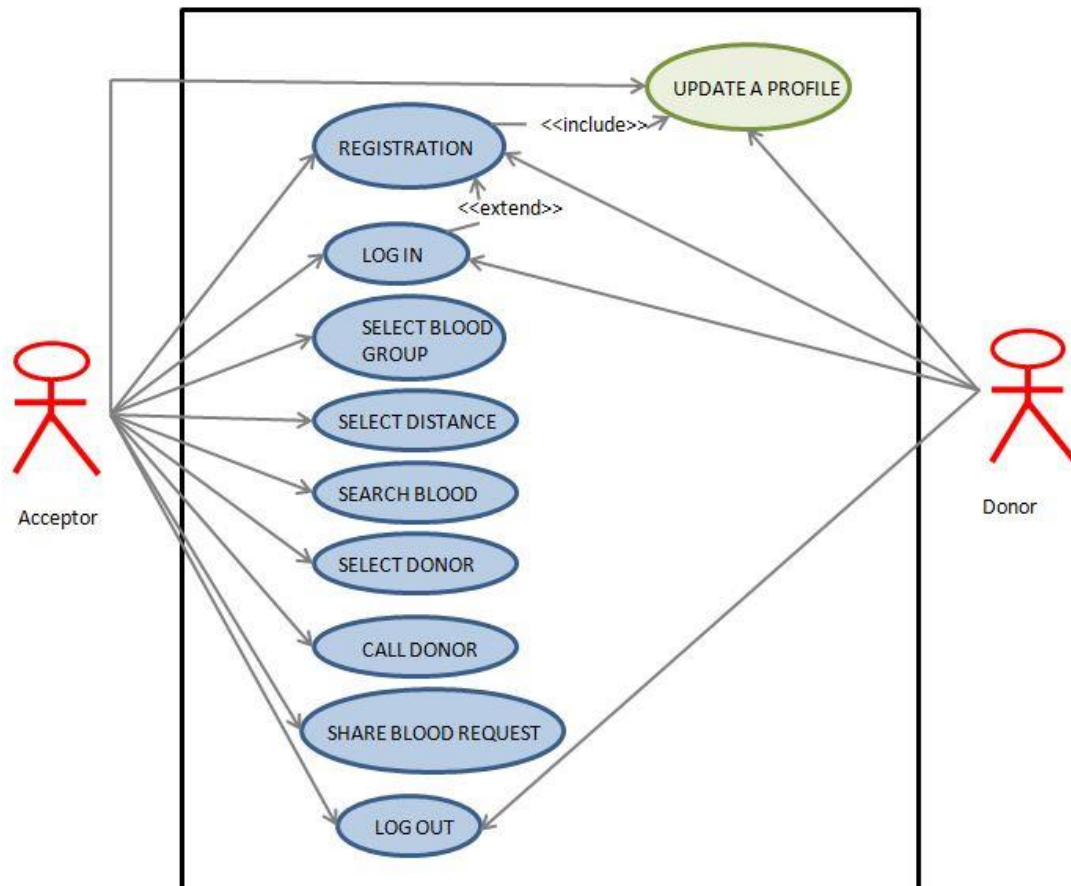 UPDATE A PROFILE
<<include>>
REGISTRATION
<<extend>>
LOG IN
SELECT BLOOD
GROUP
SELECT DISTANCE
SEARCH BLOOD
Acceptor
Donor
SELECT DONOR
CALL DONOR
SHARE BLOOD REQUEST
LOG OUT